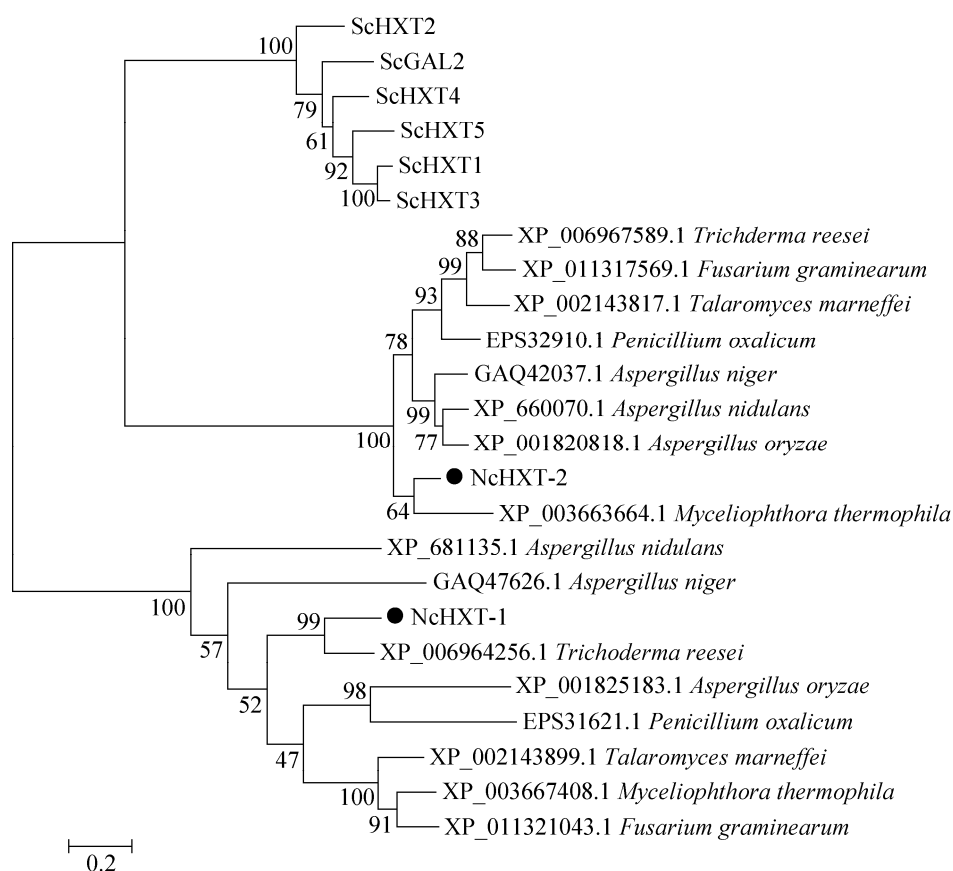 ScHXT2
100
ScGAL2
ScHXT4
79
ScHXT5
61
ScHXT1
92
100
ScHXT3
XP_006967589.1 Trichderma reesei
88
XP_011317569.1 Fusarium graminearum
99
XP_002143817.1 Talaromyces marneffei
93
EPS32910.1 Penicillium oxalicum
78
GAQ42037.1 Aspergillus niger
XP_660070.1 Aspergillus nidulans
99
XP_001820818.1 Aspergillus oryzae
77
100
NcHXT-2
64
XP_003663664.1 Myceliophthora thermophila
XP_681135.1 Aspergillus nidulans
GAQ47626.1 Aspergillus niger
100
NcHXT-1
99
XP_006964256.1 Trichoderma reesei
57
XP_001825183.1 Aspergillus oryzae
98
52
EPS31621.1 Penicillium oxalicum
XP_002143899.1 Talaromyces marneffei
47
XP_003667408.1 Myceliophthora thermophila
100
XP_011321043.1 Fusarium graminearum
91
0.2